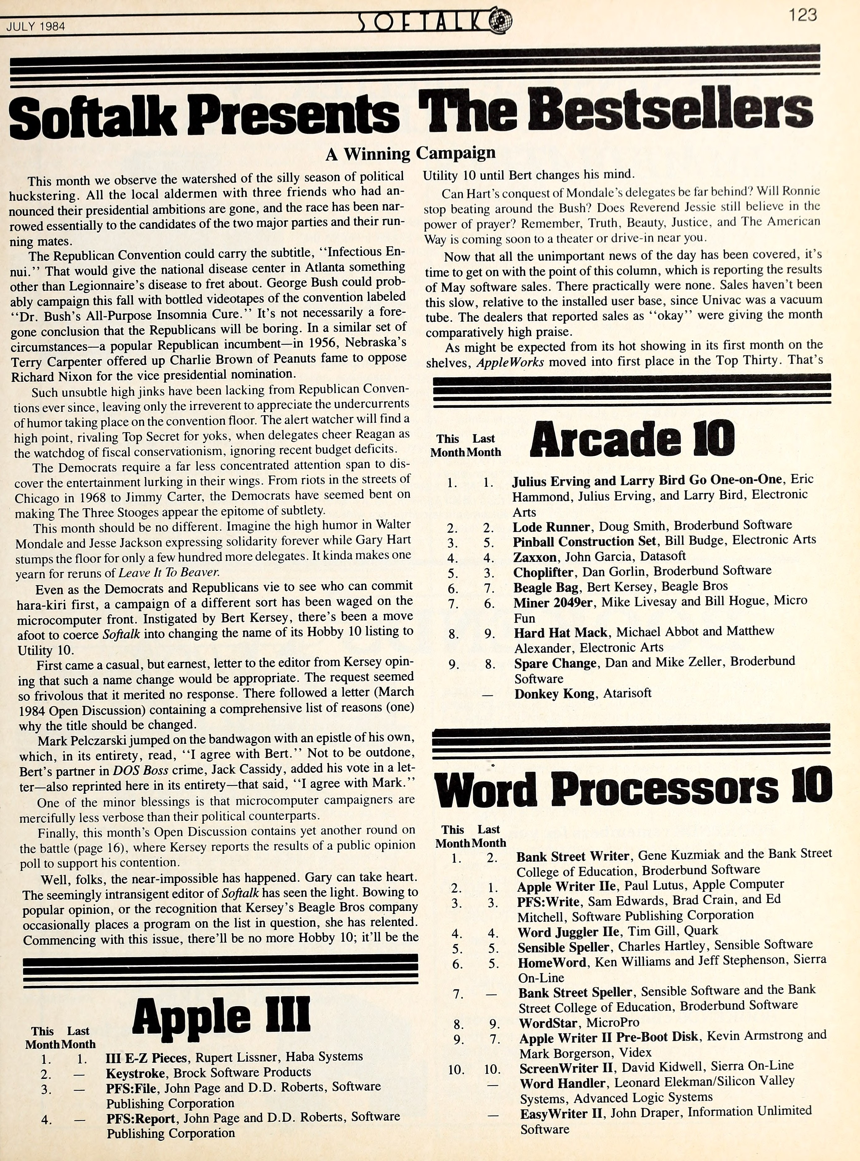 JULY 1984
SOFTALK
123
Softalk Presents The Bestsellers
A Winning Campaign
This month we observe the watershed of the silly season of political
huckstering. All the local aldermen with three friends who had an-
nounced their presidential ambitions are gone, and the race has been nar-
rowed essentially to the candidates of the two major parties and their run-
ning mates.
The Republican Convention could carry the subtitle, ‘‘Infectious En-
nui.’’ That would give the national disease center in Atlanta something
other than Legionnaire's disease to fret about. George Bush could prob-
ably campaign this fall with bottled videotapes of the convention labeled
‘‘Dr. Bush's All-Purpose Insomnia Cure.’’ It's not necessarily a fore-
gone conclusion that the Republicans will be boring. In a similar set of
circumstances—a popular Republican incumbent—in 1956, Nebraska's
Terry Carpenter offered up Charlie Brown of Peanuts fame to oppose
Richard Nixon for the vice presidential nomination.
Such unsubtle high jinks have been lacking from Republican Conven-
tions ever since, leaving only the irreverent to appreciate the undercurrents
of humor taking place on the convention floor. The alert watcher will find a
high point, rivaling Top Secret for yoks, when delegates cheer Reagan as
the watchdog of fiscal conservationism, ignoring recent budget deficits.
The Democrats require a far less concentrated attention span to dis-
cover the entertainment lurking in their wings. From riots in the streets of
Chicago in 1968 to Jimmy Carter, the Democrats have seemed bent on
making The Three Stooges appear the epitome of subtlety.
This month should be no different. Imagine the high humor in Walter
Mondale and Jesse Jackson expressing solidarity forever while Gary Hart
stumps the floor for only a few hundred more delegates. It kinda makes one
yearn for reruns of Leave It To Beaver.
Even as the Democrats and Republicans vie to see who can commit
hara-kiri first, a campaign of a different sort has been waged on the
microcomputer front. Instigated by Bert Kersey, there's been a move
afoot to coerce Softalk into changing the name of its Hobby 10 listing to
Utility 10.
First came a casual, but earnest, letter to the editor from Kersey opin-
ing that such a name change would be appropriate. The request seemed
so frivolous that it merited no response. There followed a letter (March
1984 Open Discussion) containing a comprehensive list of reasons (one)
why the title should be changed.
Mark Pelczarski jumped on the bandwagon with an epistle of his own,
which, in its entirety, read, ‘‘I agree with Bert.’’ Not to be outdone,
Bert's partner in DOS Boss crime, Jack Cassidy, added his vote in a let-
ter—also reprinted here in its entirety—that said, ‘‘I agree with Mark.’’
One of the minor blessings is that microcomputer campaigners are
mercifully less verbose than their political counterparts.
Finally, this month's Open Discussion contains yet another round on
the battle (page 16), where Kersey reports the results of a public opinion
poll to support his contention.
Well, folks, the near-impossible has happened. Gary can take heart.
The seemingly intransigent editor of Softalk has seen the light. Bowing to
popular opinion, or the recognition that Kersey's Beagle Bros company
occasionally places a program on the list in question, she has relented.
Commencing with this issue, there'll be no more Hobby 10; it'll be the
Utility 10 until Bert changes his mind.
Can Hart's conquest of Mondale's delegates be far behind? Will Ronnie
stop beating around the Bush? Does Reverend Jessie still believe in the
power of prayer? Remember, Truth, Beauty, Justice, and The American
Way is coming soon to a theater or drive-in near you.
Now that all the unimportant news of the day has been covered, it's
time to get on with the point of this column, which is reporting the results
of May software sales. There practically were none. Sales haven't been
this slow, relative to the installed user base, since Univac was a vacuum
tube. The dealers that reported sales as ‘‘okay’’ were giving the month
comparatively high praise.
As might be expected from its hot showing in its first month on the
shelves, AppleWorks moved into first place in the Top Thirty. That's
Apple III
This Last
Month Month
1. 1. III E-Z Pieces, Rupert Lissner, Haba Systems
2. — Keystroke, Brock Software Products
3. — PFS:File, John Page and D.D. Roberts, Software
Publishing Corporation
4. — PFS:Report, John Page and D.D. Roberts, Software
Publishing Corporation
Arcade 10
This Last
Month Month
1. 1. Julius Erving and Larry Bird Go One-on-One, Eric
Hammond, Julius Erving, and Larry Bird, Electronic
Arts
2. 2. Lode Runner, Doug Smith, Broderbund Software
3. 5. Pinball Construction Set, Bill Budge, Electronic Arts
4. 4. Zaxxon, John Garcia, Datasoft
5. 3. Choplifter, Dan Gorlin, Broderbund Software
6. 7. Beagle Bag, Bert Kersey, Beagle Bros
7. 6. Miner 2049er, Mike Livesay and Bill Hogue, Micro
Fun
8. 9. Hard Hat Mack, Michael Abbot and Matthew
Alexander, Electronic Arts
9. 8. Spare Change, Dan and Mike Zeller, Broderbund
Software
— Donkey Kong, Atarisoft
Word Processors 10
This Last
Month Month
1. 2. Bank Street Writer, Gene Kuzmiak and the Bank Street
College of Education, Broderbund Software
2. 1. Apple Writer IIe, Paul Lutus, Apple Computer
3. 3. PFS:Write, Sam Edwards, Brad Crain, and Ed
Mitchell, Software Publishing Corporation
4. 4. Word Juggler IIe, Tim Gill, Quark
5. 5. Sensible Speller, Charles Hartley, Sensible Software
6. 5. HomeWord, Ken Williams and Jeff Stephenson, Sierra
On-Line
7. — Bank Street Speller, Sensible Software and the Bank
Street College of Education, Broderbund Software
8. 9. WordStar, MicroPro
9. 7. Apple Writer II Pre-Boot Disk, Kevin Armstrong and
Mark Borgerson, Videx
10. 10. ScreenWriter II, David Kidwell, Sierra On-Line
— Word Handler, Leonard Elekman/Silicon Valley
Systems, Advanced Logic Systems
— EasyWriter II, John Draper, Information Unlimited
Software